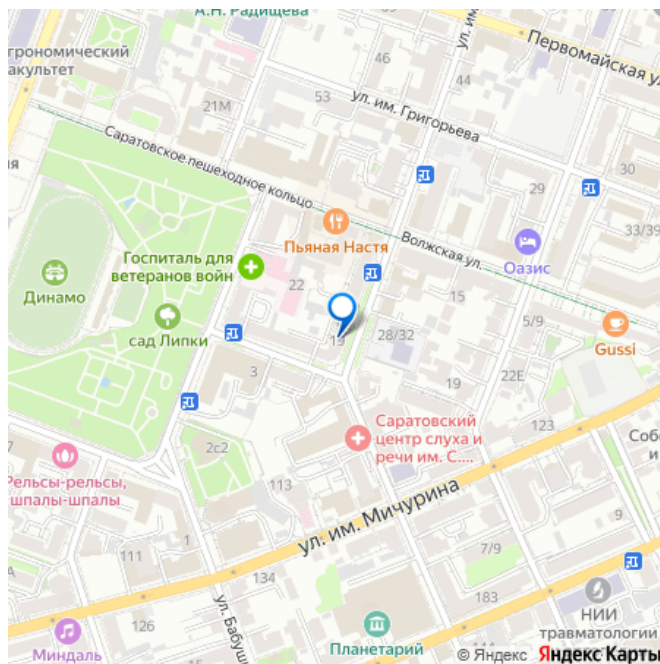 А.Н. Радищева
грономический
акультет
46
ул. им
Первомайская ул.
44
53
21М
ул. им. Григорьева
30
29
Саратовское пешеходное кольцо
Пьяная Настя
Волжская ул.
33/39
Госпиталь для
ветеранов войн
Оазис
22
15
Динамо
сад Липки
5/9
28/32
13
Gussi
3
19
22Е
Саратовский
центр слуха и
речи им. С....
123
Собо
и
7
2с2
Рельсы-рельсы,
шпалы-шпалы
113
ул. им. Мичурина
9
111
1
7/9
134
183
НИИ
травматологии
126
ул. Бабуш
Планетарий
Миндаль
© Яндекс Яндекс Карты